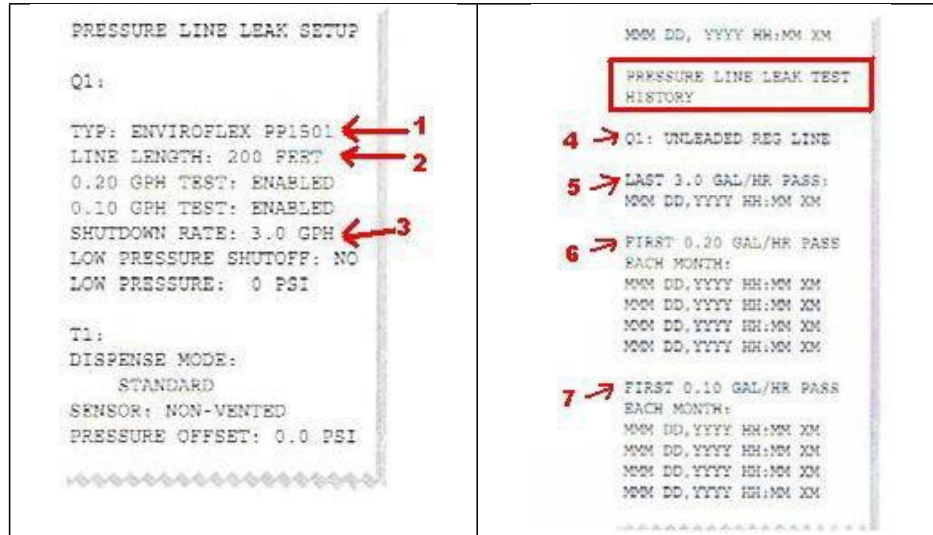 PRESSURE LINE LEAK SETUP
Q1:
TYP: ENVIROFLEX PP1501
1
LINE LENGTH: 200 FEET
2
0.20 GPH TEST: ENABLED
0.10 GPH TEST: ENABLED
SHUTDOWN RATE: 3.0 GPH
3
LOW PRESSURE SHUTOFF: NO
LOW PRESSURE: 0 PSI
T1:
DISPENSE MODE:
STANDARD
SENSOR: NON-VENTED
PRESSURE OFFSET: 0.0 PSI
MMM DD, YYYY HH:MM XM
PRESSURE LINE LEAK TEST
HISTORY
4
Q1: UNLEADED REG LINE
5
LAST 3.0 GAL/HR PASS:
MMM DD,YYYY HH:MM XM
6
FIRST 0.20 GAL/HR PASS
EACH MONTH:
MMM DD,YYYY HH:MM XM
MMM DD,YYYY HH:MM XM
MMM DD,YYYY HH:MM XM
MMM DD,YYYY HH:MM XM
7
FIRST 0.10 GAL/HR PASS
EACH MONTH:
MMM DD,YYYY HH:MM XM
MMM DD,YYYY HH:MM XM
MMM DD,YYYY HH:MM XM
MMM DD,YYYY HH:MM XM